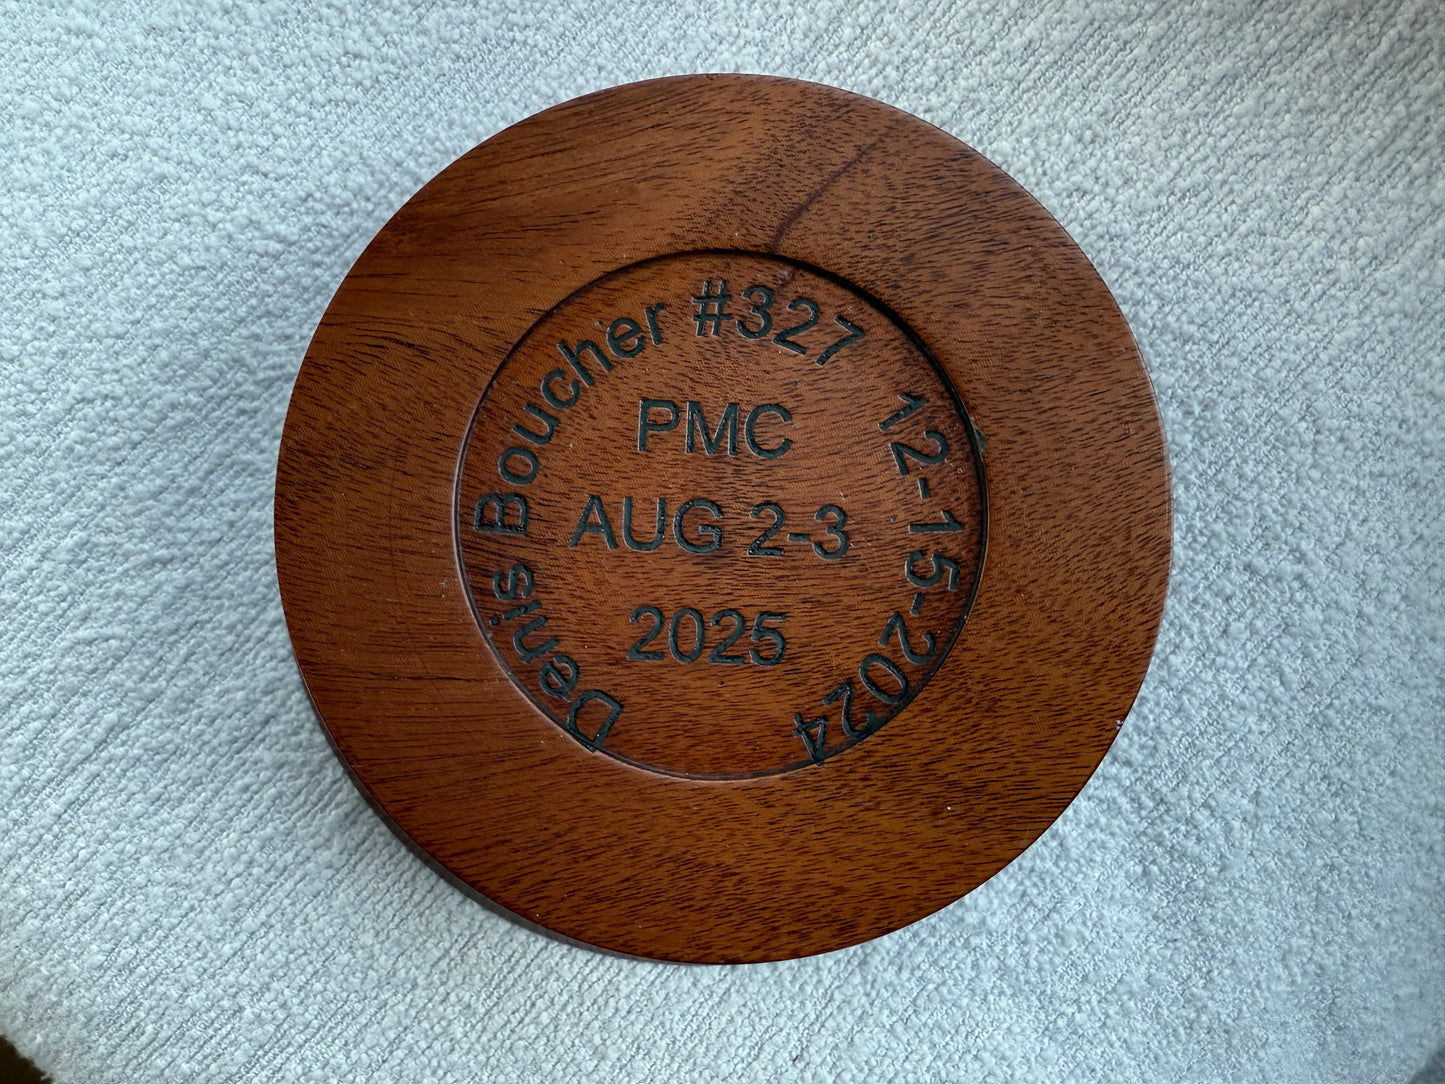 Denis Boucher #327 12-15-2024
PMC
AUG 2-3
2025